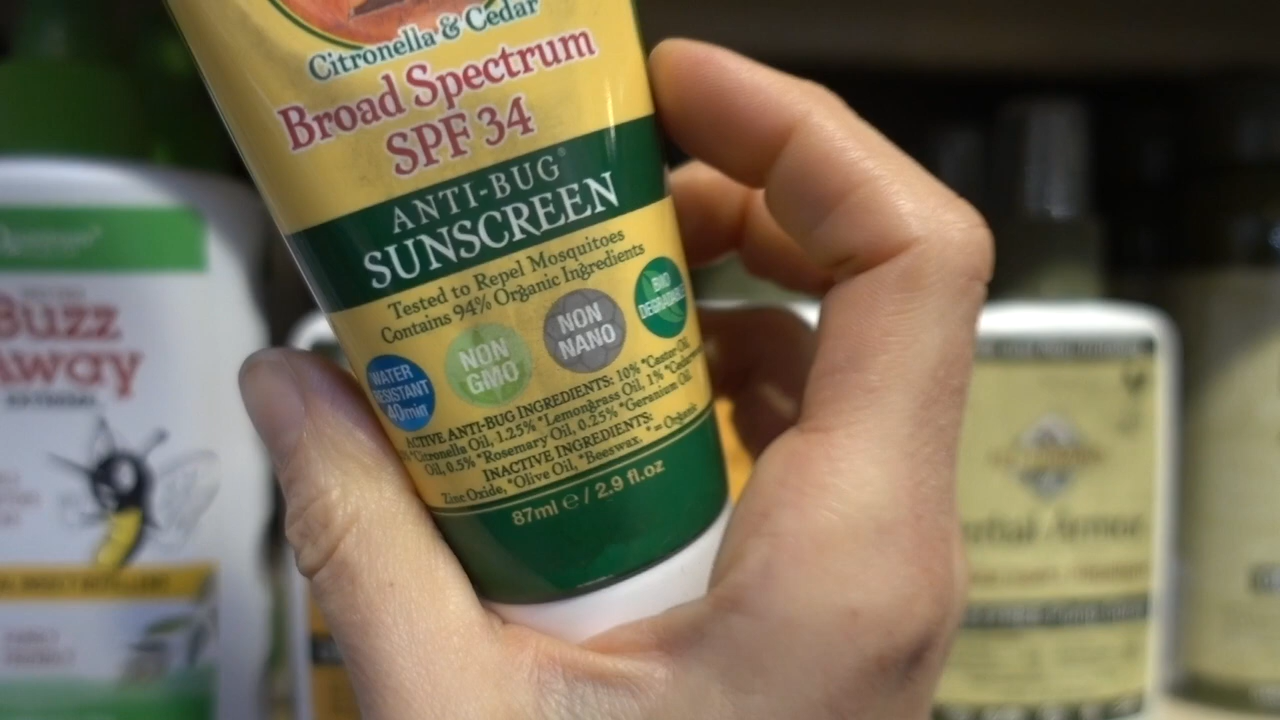 Citronella & Cedar
Broad Spectrum
SPF 34
ANTI-BUG®
SUNSCREEN
Tested to Repel Mosquitoes
Contains 94% Organic Ingredients
WATER
RESISTANT
40min
NON
GMO
NON
NANO
BIO
DEGRADABLE
ACTIVE ANTI-BUG INGREDIENTS: 10% *Castor Oil,
% *Citronella Oil, 1.25% *Lemongrass Oil, 1%
Oil, 0.5% *Rosemary Oil, 0.25% *Geranium Oil.
INACTIVE INGREDIENTS:
Zinc Oxide, *Olive Oil, *Beeswax. *= Organic
87ml e / 2.9 fl.oz
Buzz
Away